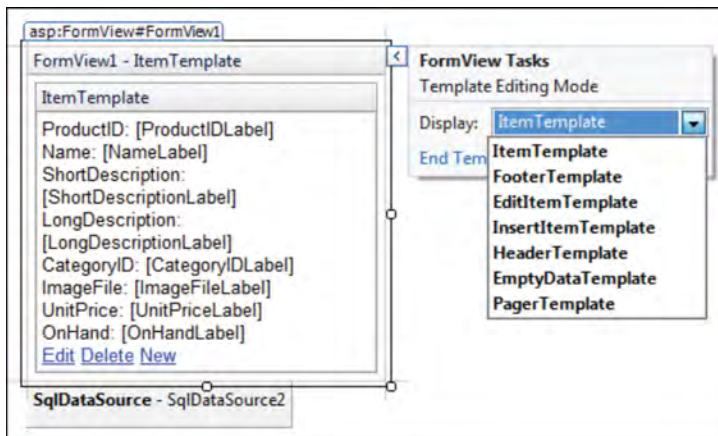 asp:FormView#FormView1
FormView1 - ItemTemplate
ItemTemplate
ProductID: [ProductIDLabel]
Name: [NameLabel]
ShortDescription:
[ShortDescriptionLabel]
LongDescription:
[LongDescriptionLabel]
CategoryID: [CategoryIDLabel]
ImageFile: [ImageFileLabel]
UnitPrice: [UnitPriceLabel]
OnHand: [OnHandLabel]
Edit Delete New
SqlDataSource - SqlDataSource2
FormView Tasks
Template Editing Mode
Display: ItemTemplate
End Tem
ItemTemplate
FooterTemplate
EditItemTemplate
InsertItemTemplate
HeaderTemplate
EmptyDataTemplate
PagerTemplate